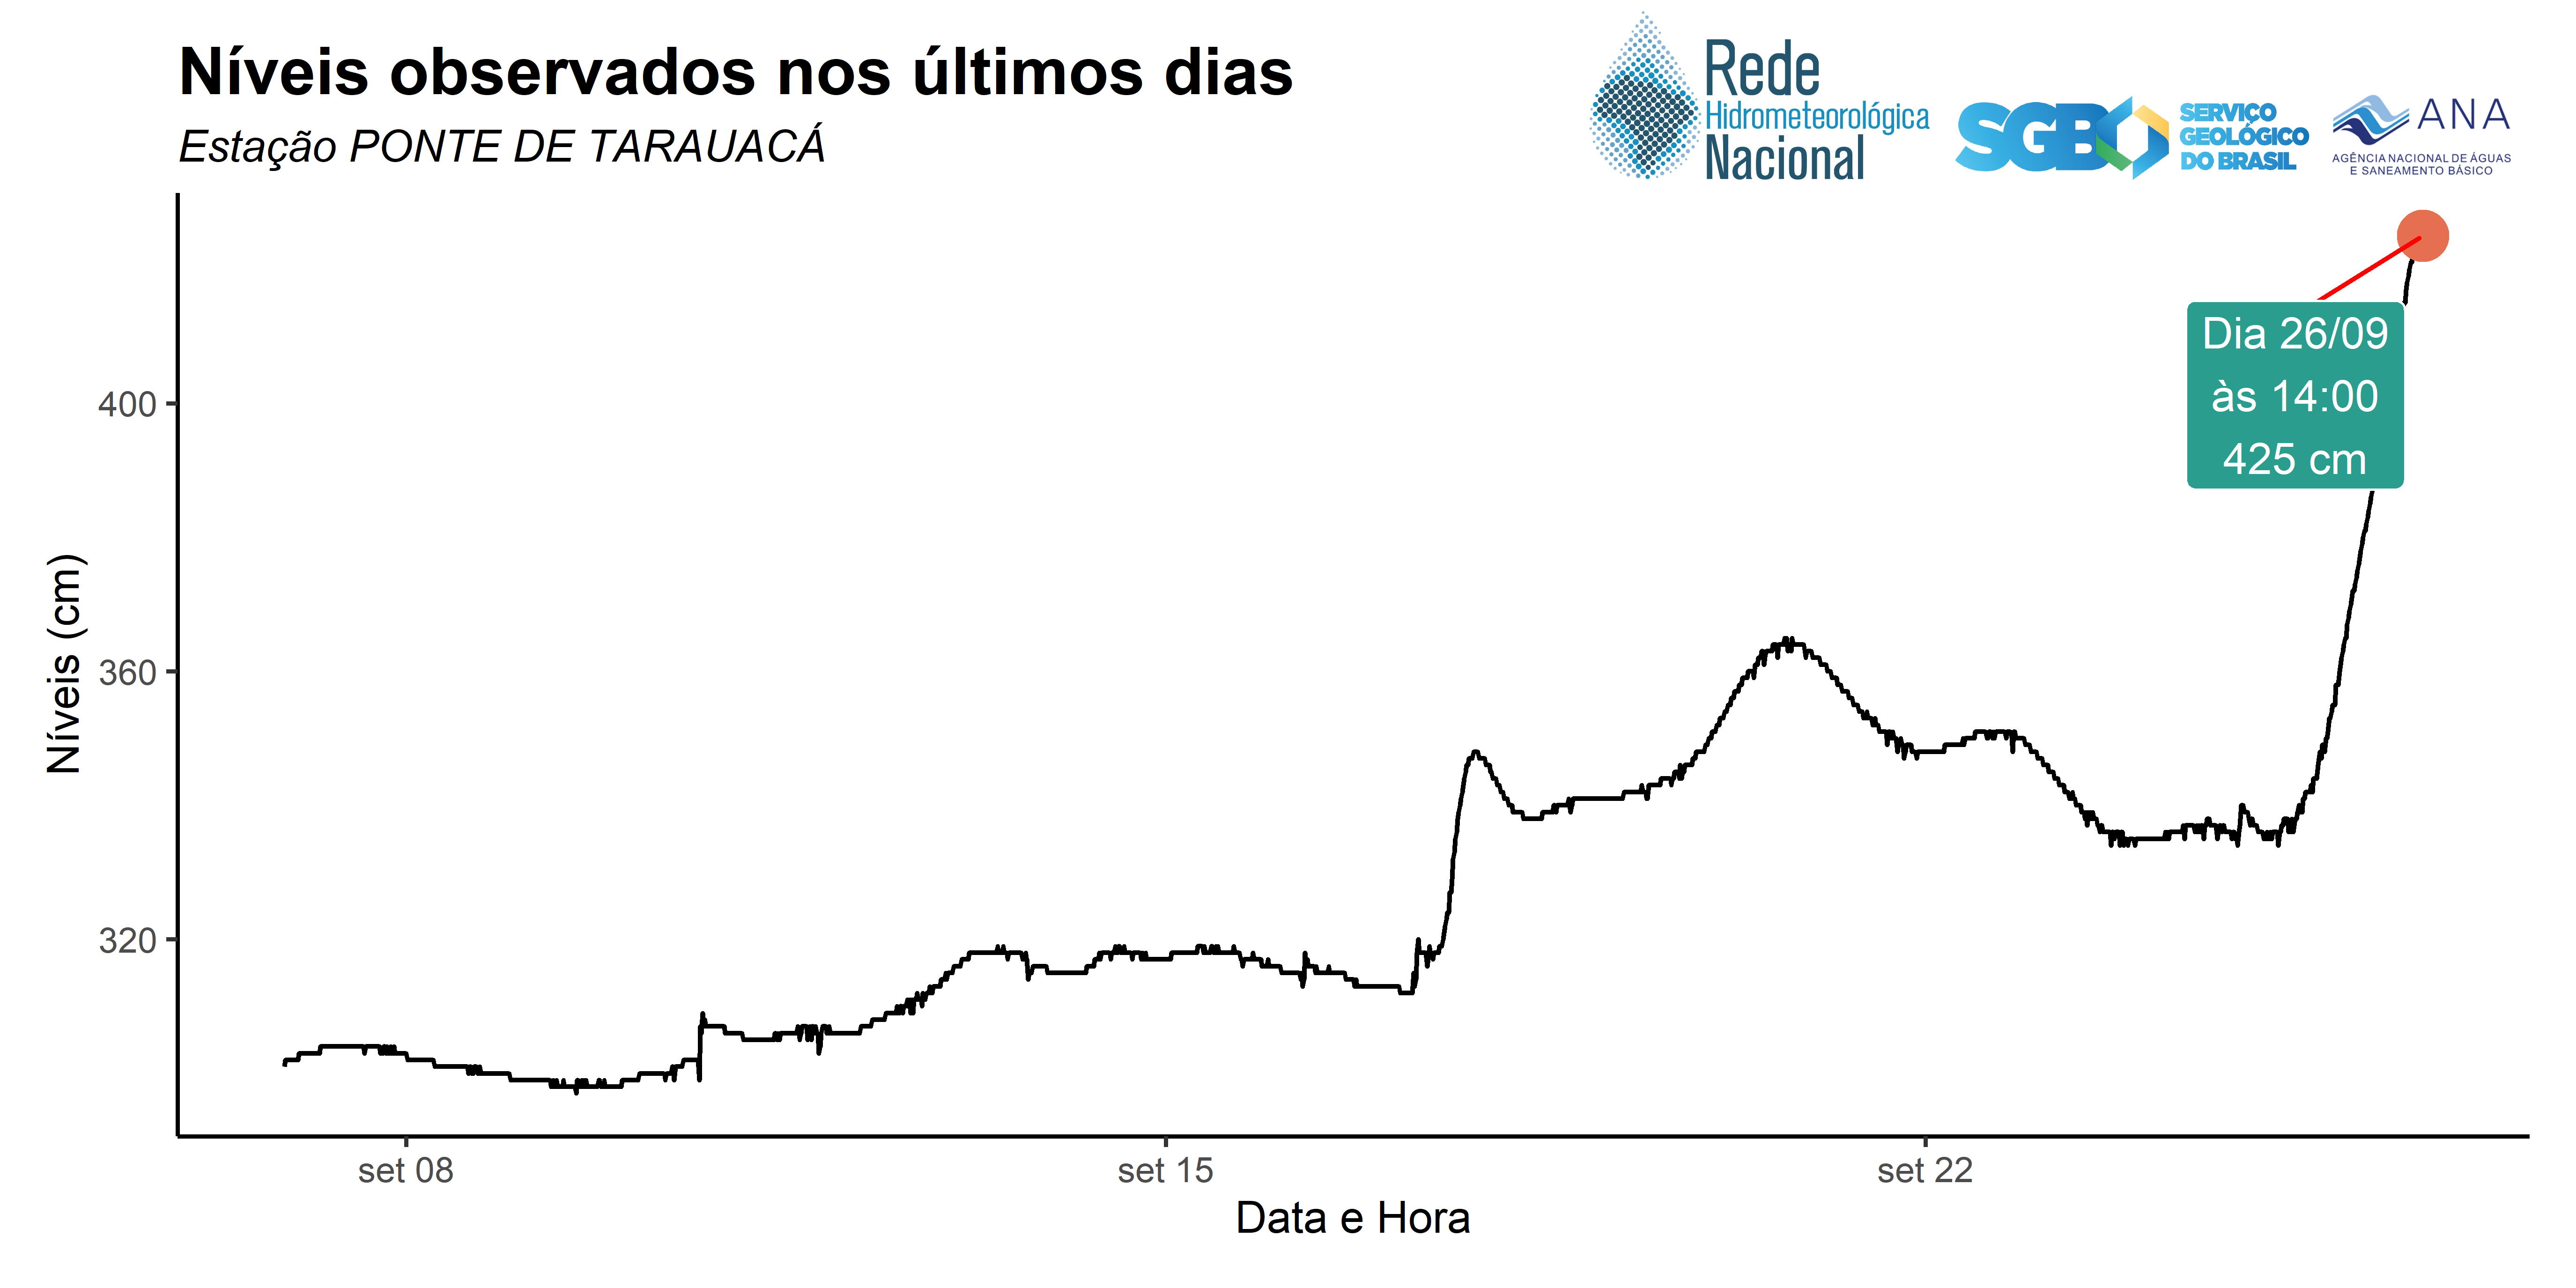 Níveis observados nos últimos dias
Estação PONTE DE TARAUACÁ
Rede
Hidrometeorológica
Nacional
SGB
SERVIÇO
GEOLÓGICO
DO BRASIL
ANA
AGÊNCIA NACIONAL DE ÁGUAS
E SANEAMENTO BÁSICO
Dia 26/09
às 14:00
425 cm
Níveis (cm)
400
360
320
set 08
set 15
set 22
Data e Hora